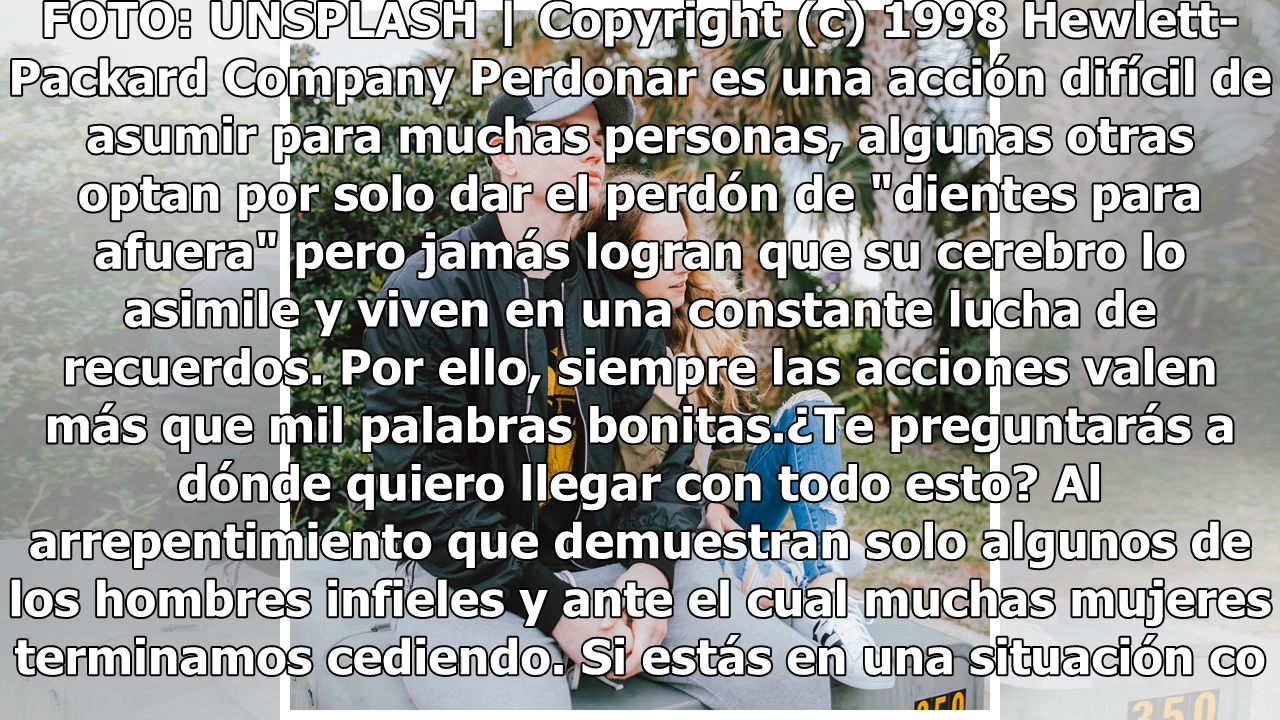 FOTO: UNSPLASH | Copyright (c) 1998 Hewlett-
Packard Company Perdonar es una acción difícil de
asumir para muchas personas, algunas otras
optan por solo dar el perdón de "dientes para
afuera" pero jamás logran que su cerebro lo
asimile y viven en una constante lucha de
recuerdos. Por ello, siempre las acciones valen
más que mil palabras bonitas.¿Te preguntarás a
dónde quiero llegar con todo esto? Al
arrepentimiento que demuestran solo algunos de
los hombres infieles y ante el cual muchas mujeres
terminamos cediendo. Si estás en una situación co
350
350